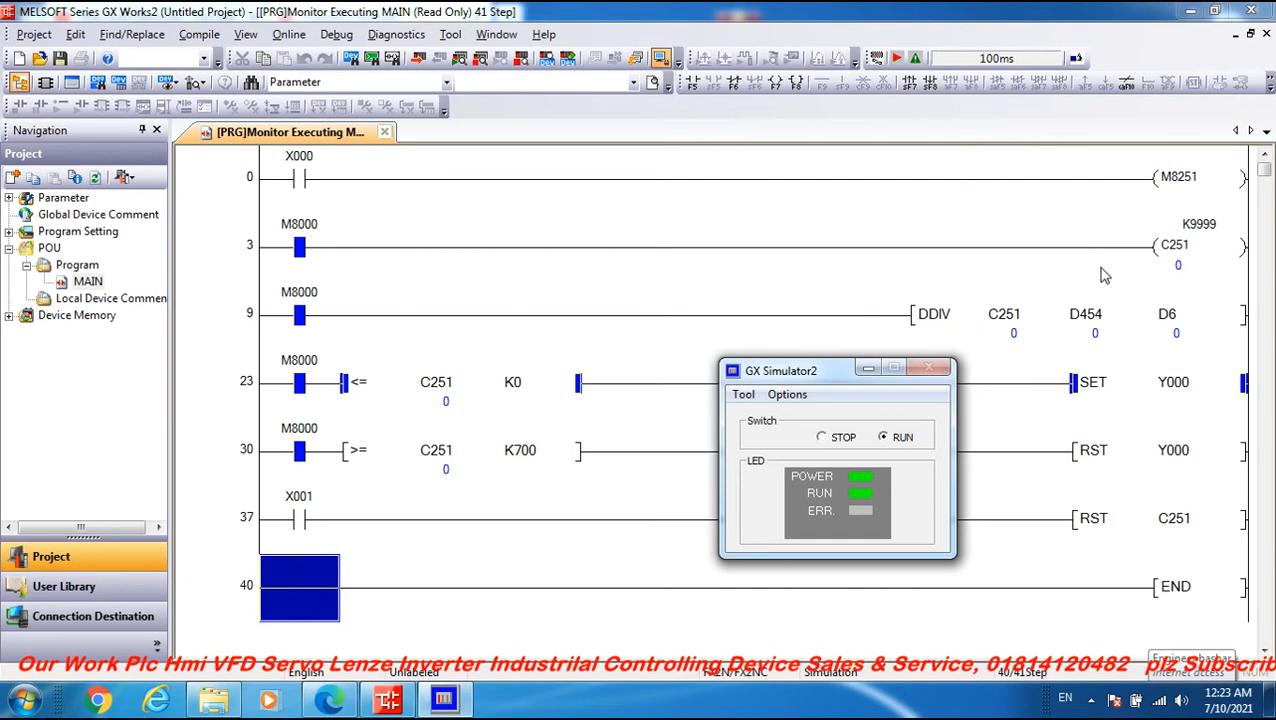 MELSOFT Series GX Works2 (Untitled Project) - [[PRG]Monitor Executing MAIN (Read Only) 41 Step]
Project Edit Find/Replace Compile View Online Debug Diagnostics Tool Window Help
100ms
Parameter
Navigation
[PRG]Monitor Executing M...
Project
Parameter
Global Device Comment
Program Setting
POU
Program
MAIN
Local Device Commen
Device Memory
Project
User Library
Connection Destination
X000
0 M8251
M8000 K9999
3 C251
0
M8000
9 DDIV C251 D454 D6
0 0 0
M8000
23 <= C251 K0 SET Y000
0
M8000
30 >= C251 K700 RST Y000
0
X001
37 RST C251
40 END
GX Simulator2
Tool Options
Switch
STOP RUN
LED
POWER
RUN
ERR.
Our Work Plc Hmi VFD Servo Lenze Inverter Industrilal Controlling Device Sales & Service, 01814120482 plz Subscrib
English Unlabeled FX2N/FX2NC Simulation 40/41Step
Internet access
EN
12:23 AM
7/10/2021